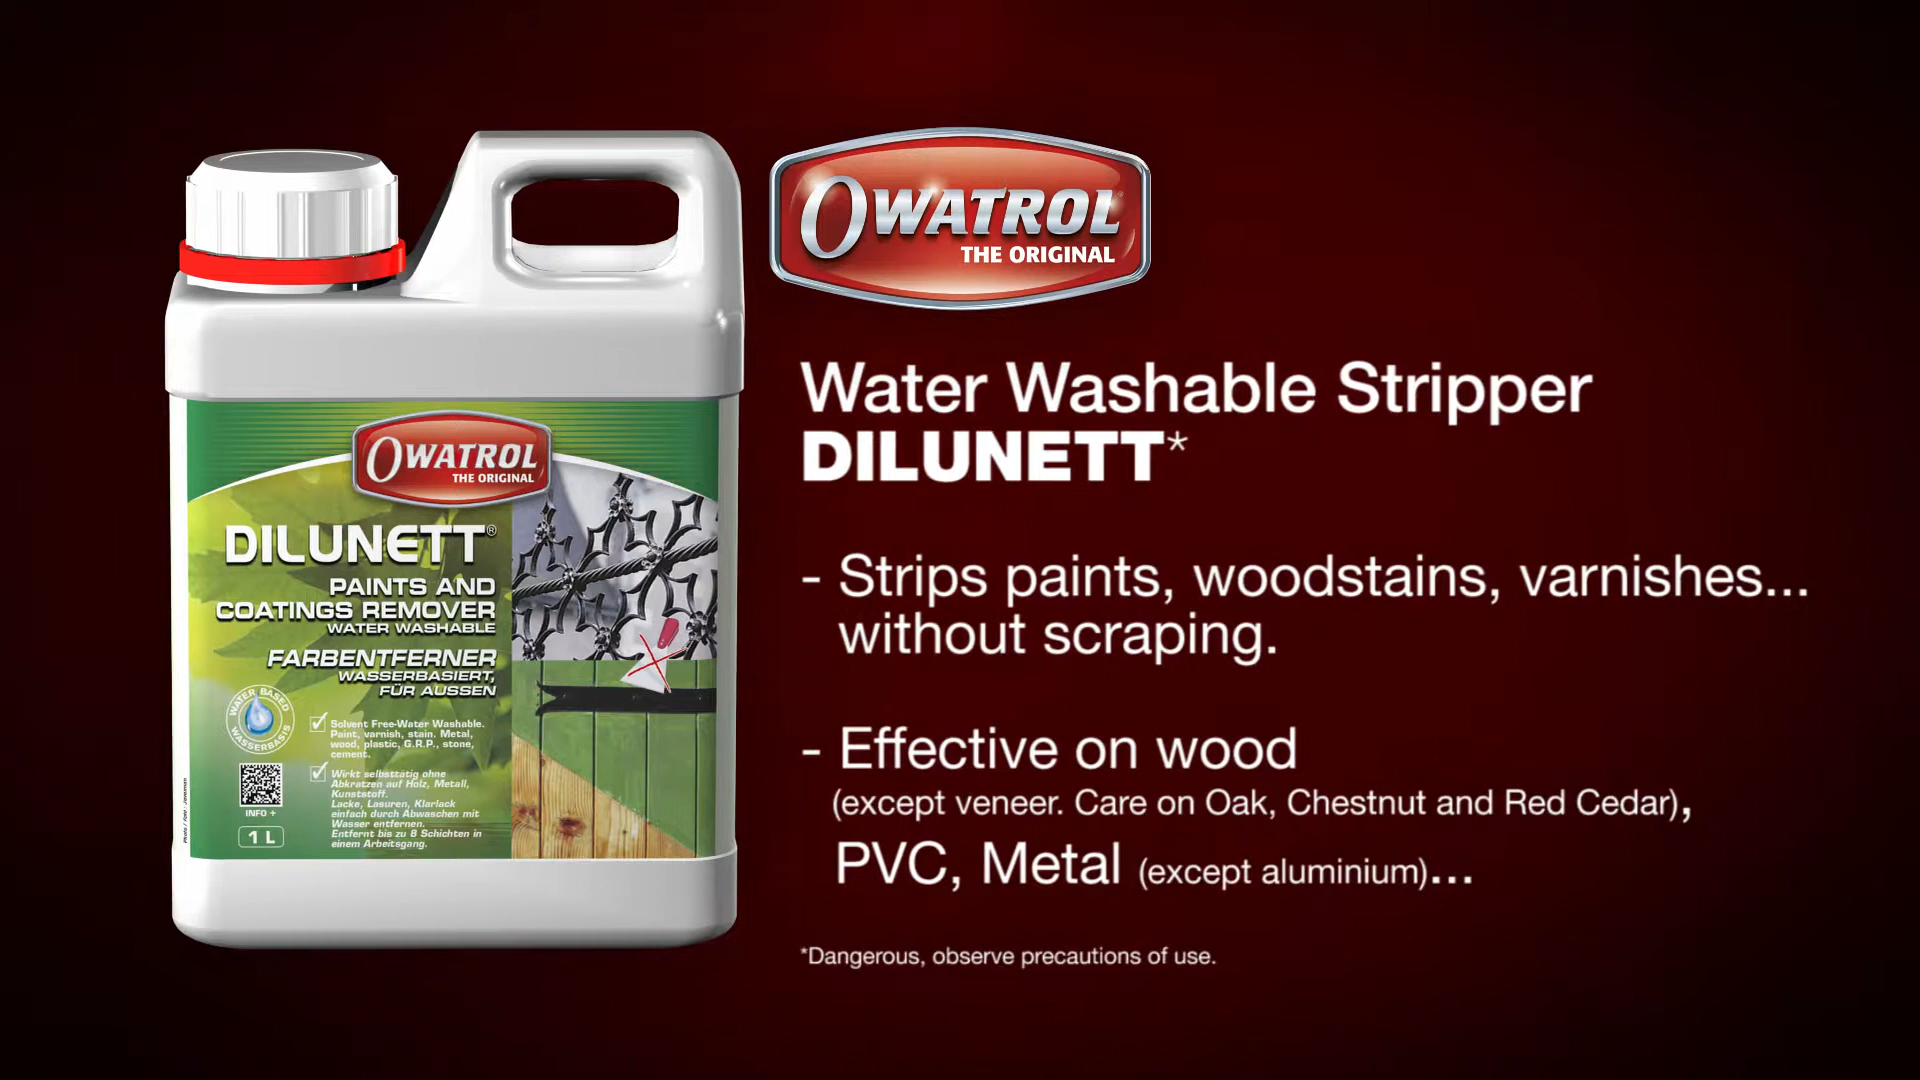 OWATROL
THE ORIGINAL
Water Washable Stripper
DILUNETT*
- Strips paints, woodstains, varnishes...
without scraping.
- Effective on wood
(except veneer. Care on Oak, Chestnut and Red Cedar),
PVC, Metal (except aluminium)...
*Dangerous, observe precautions of use.
OWATROL
THE ORIGINAL
DILUNETT®
PAINTS AND
COATINGS REMOVER
WATER WASHABLE
FARBENTFERNER
WASSERBASIERT,
FÜR AUSSEN
WATER BASED
WASSERBASIS
Solvent Free-Water Washable.
Paint, varnish, stain. Metal,
wood, plastic, G.R.P., stone,
cement.
Wirkt selbsttätig ohne
Abkratzen auf Holz, Metall,
Kunststoff.
Lacke, Lasuren, Klarlack
einfach durch Abwaschen mit
Wasser entfernen.
Entfernt bis zu 8 Schichten in
einem Arbeitsgang.
INFO +
1 L